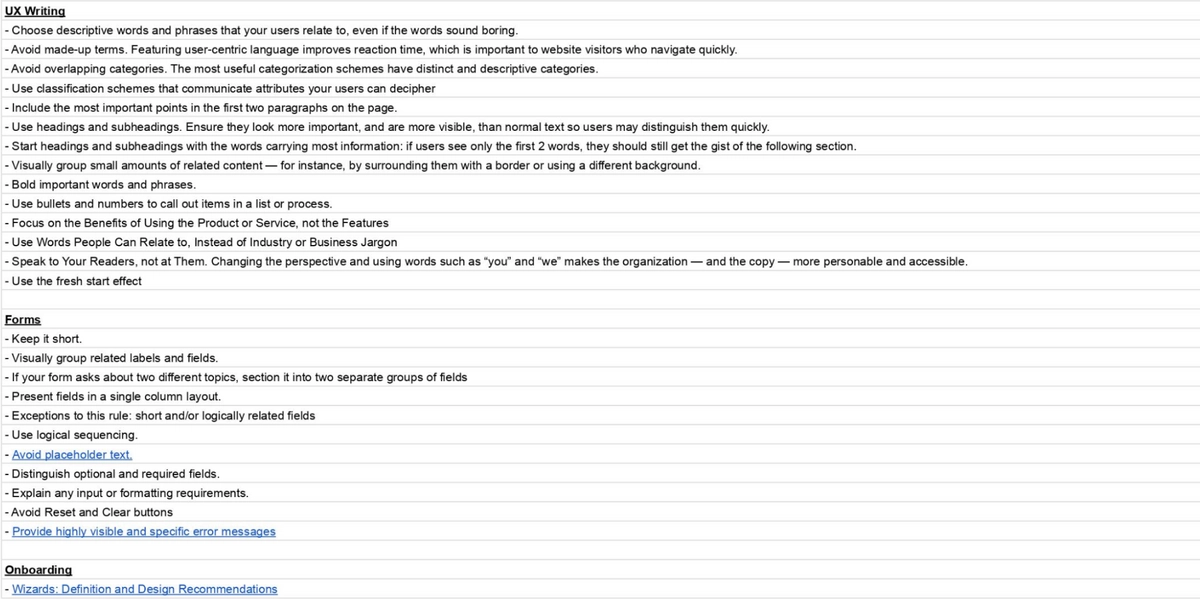 UX Writing
- Choose descriptive words and phrases that your users relate to, even if the words sound boring.
- Avoid made-up terms. Featuring user-centric language improves reaction time, which is important to website visitors who navigate quickly.
- Avoid overlapping categories. The most useful categorization schemes have distinct and descriptive categories.
- Use classification schemes that communicate attributes your users can decipher
- Include the most important points in the first two paragraphs on the page.
- Use headings and subheadings. Ensure they look more important, and are more visible, than normal text so users may distinguish them quickly.
- Start headings and subheadings with the words carrying most information: if users see only the first 2 words, they should still get the gist of the following section.
- Visually group small amounts of related content — for instance, by surrounding them with a border or using a different background.
- Bold important words and phrases.
- Use bullets and numbers to call out items in a list or process.
- Focus on the Benefits of Using the Product or Service, not the Features
- Use Words People Can Relate to, Instead of Industry or Business Jargon
- Speak to Your Readers, not at Them. Changing the perspective and using words such as “you” and “we” makes the organization — and the copy — more personable and accessible.
- Use the fresh start effect
Forms
- Keep it short.
- Visually group related labels and fields.
- If your form asks about two different topics, section it into two separate groups of fields
- Present fields in a single column layout.
- Exceptions to this rule: short and/or logically related fields
- Use logical sequencing.
- Avoid placeholder text.
- Distinguish optional and required fields.
- Explain any input or formatting requirements.
- Avoid Reset and Clear buttons
- Provide highly visible and specific error messages
Onboarding
- Wizards: Definition and Design Recommendations